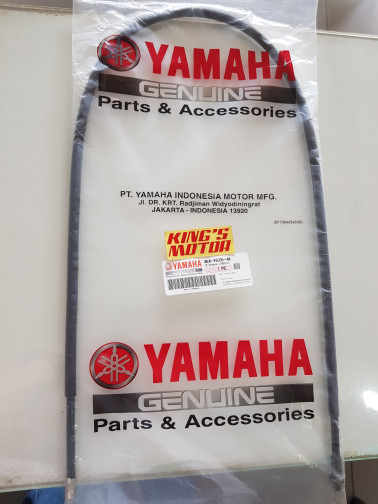 YAMAHA
GENUINE
Parts & Accessories
PT. YAMAHA INDONESIA MOTOR MFG.
Jl. DR. KRT. Radjiman Widyodiningrat
JAKARTA - INDONESIA 13920
KING'S
MOTOR
YAMAHA
YAMAHA
GENUINE
Parts & Accessories